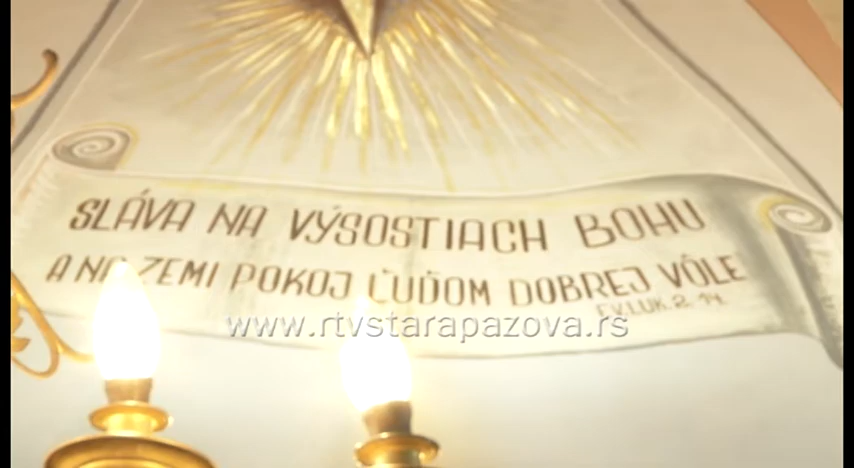 SLÁVA NA VÝSOSTIACH BOHU
A NA ZEMI POKOJ ĽUĎOM DOBREJ VÔLE
EV. LUK. 2. 14.
www.rtvstarapazova.rs